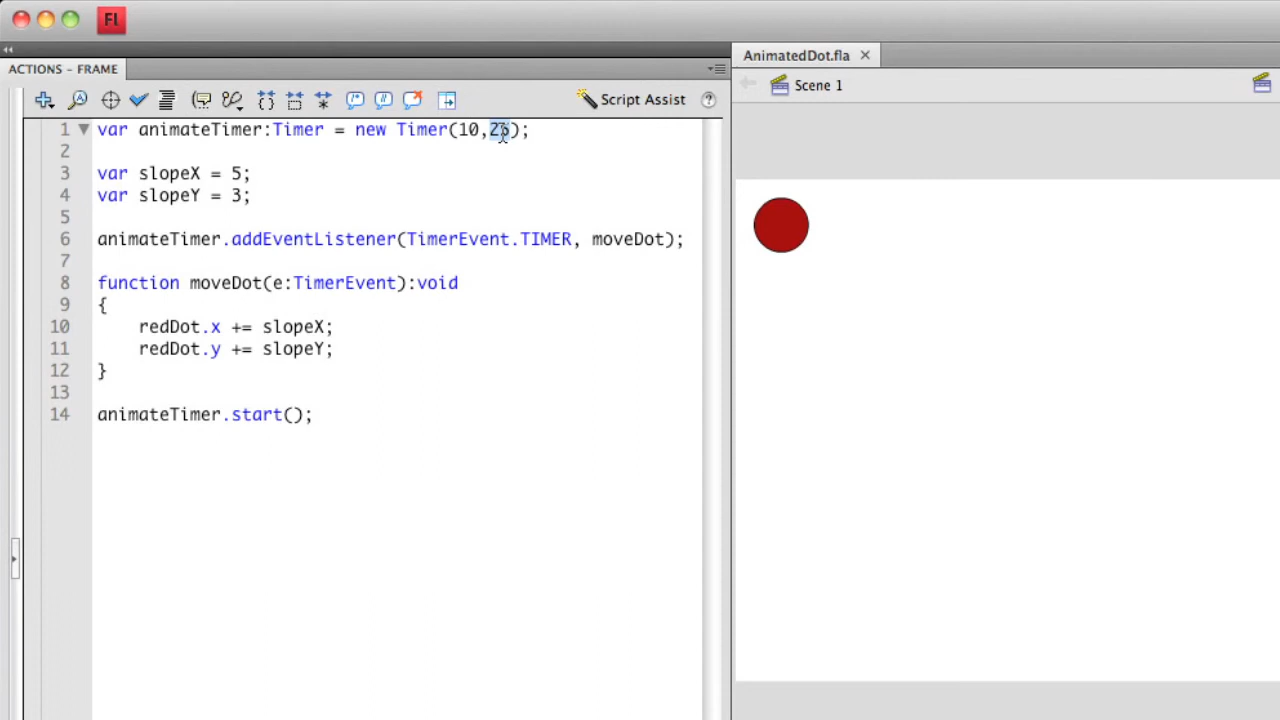 Fl
ACTIONS – FRAME
AnimatedDot.fla
Scene 1
Script Assist
1 var animateTimer:Timer = new Timer(10,25);
2
3 var slopeX = 5;
4 var slopeY = 3;
5
6 animateTimer.addEventListener(TimerEvent.TIMER, moveDot);
7
8 function moveDot(e:TimerEvent):void
9 {
10 redDot.x += slopeX;
11 redDot.y += slopeY;
12 }
13
14 animateTimer.start();